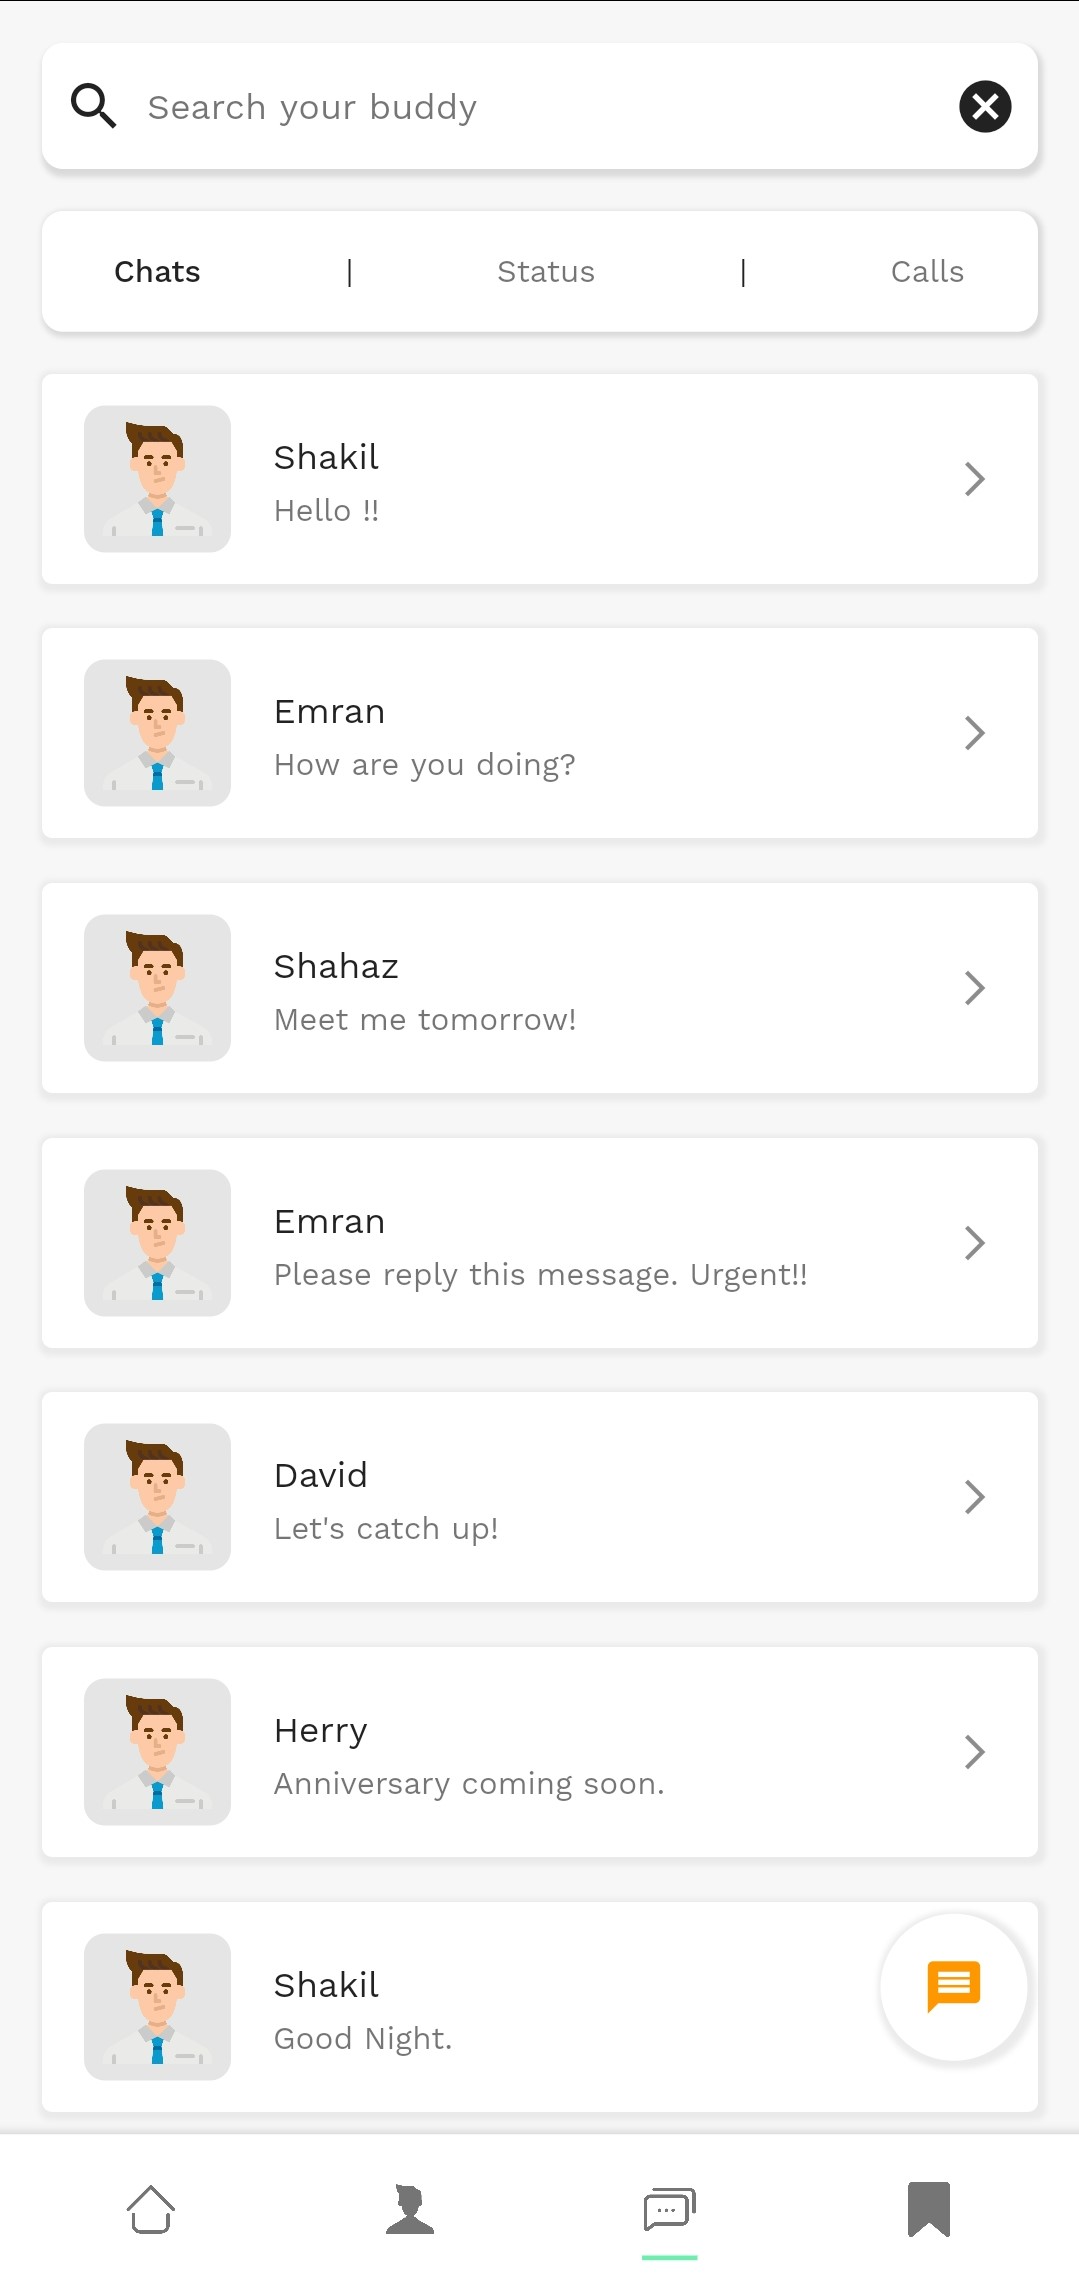 Search your buddy
Chats | Status | Calls
Shakil
Hello !!
Emran
How are you doing?
Shahaz
Meet me tomorrow!
Emran
Please reply this message. Urgent!!
David
Let's catch up!
Herry
Anniversary coming soon.
Shakil
Good Night.